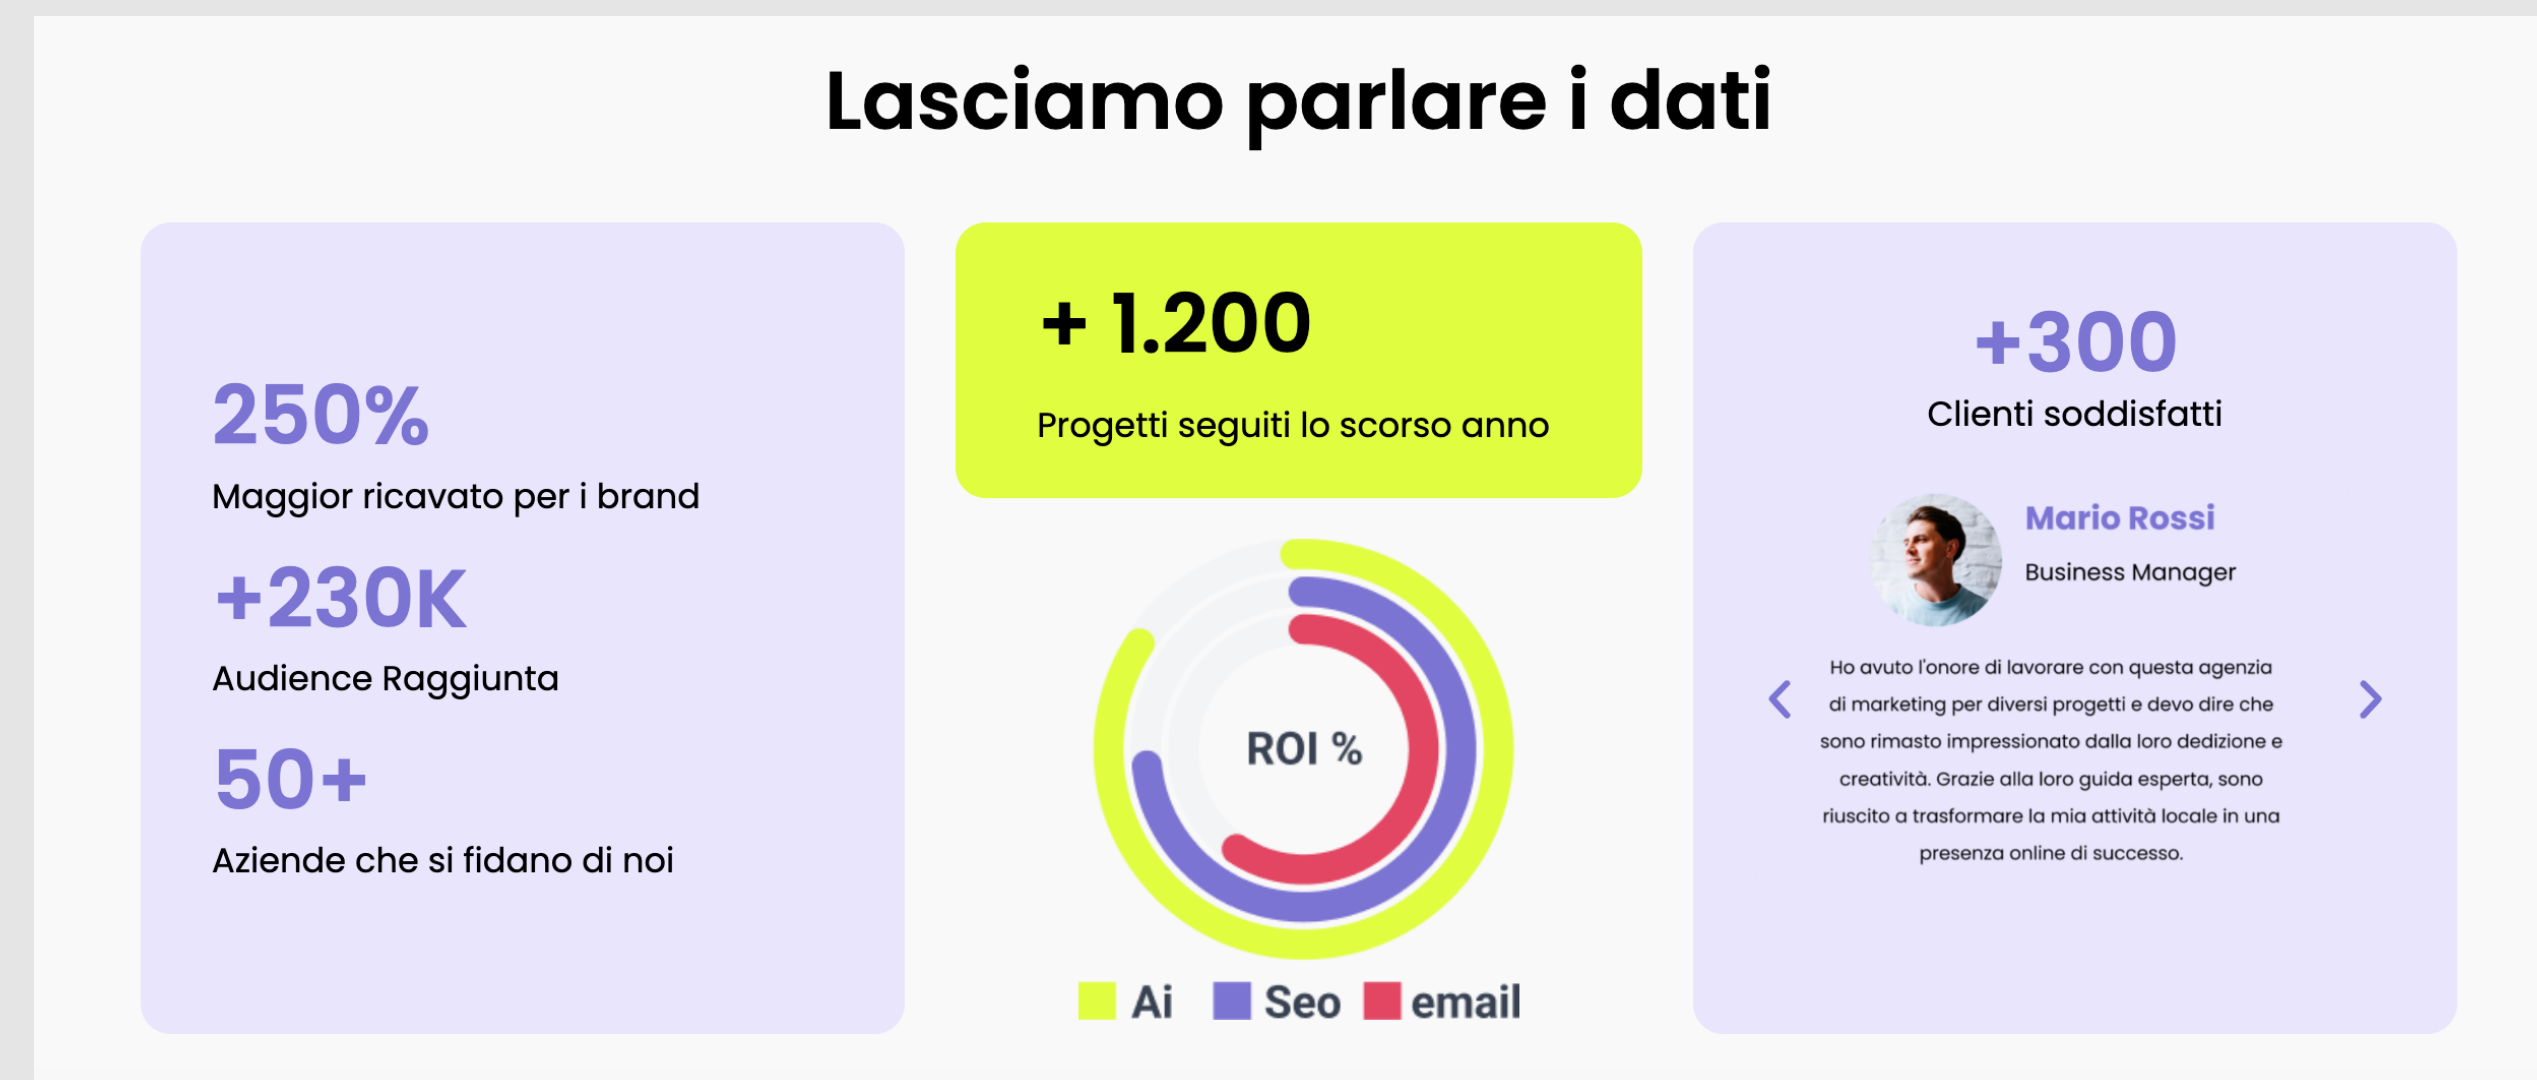 Lasciamo parlare i dati
250%
Maggior ricavato per i brand
+230K
Audience Raggiunta
50+
Aziende che si fidano di noi
+ 1.200
Progetti seguiti lo scorso anno
ROI %
Ai Seo email
+300
Clienti soddisfatti
Mario Rossi
Business Manager
Ho avuto l'onore di lavorare con questa agenzia
di marketing per diversi progetti e devo dire che
sono rimasto impressionato dalla loro dedizione e
creatività. Grazie alla loro guida esperta, sono
riuscito a trasformare la mia attività locale in una
presenza online di successo.